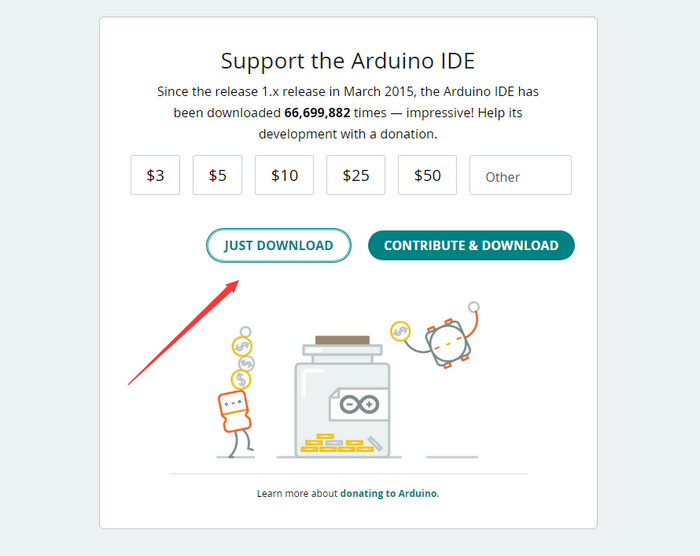 Support the Arduino IDE
Since the release 1.x release in March 2015, the Arduino IDE has
been downloaded 66,699,882 times — impressive! Help its
development with a donation.
$3 $5 $10 $25 $50 Other
JUST DOWNLOAD CONTRIBUTE & DOWNLOAD
Learn more about donating to Arduino.